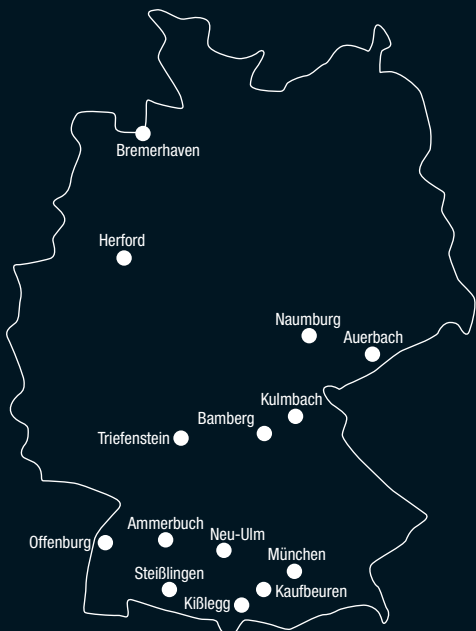 Bremerhaven
Herford
Naumburg
Auerbach
Kulmbach
Bamberg
Triefenstein
Ammerbuch
Offenburg
Neu-Ulm
München
Steißlingen
Kaufbeuren
Kißlegg